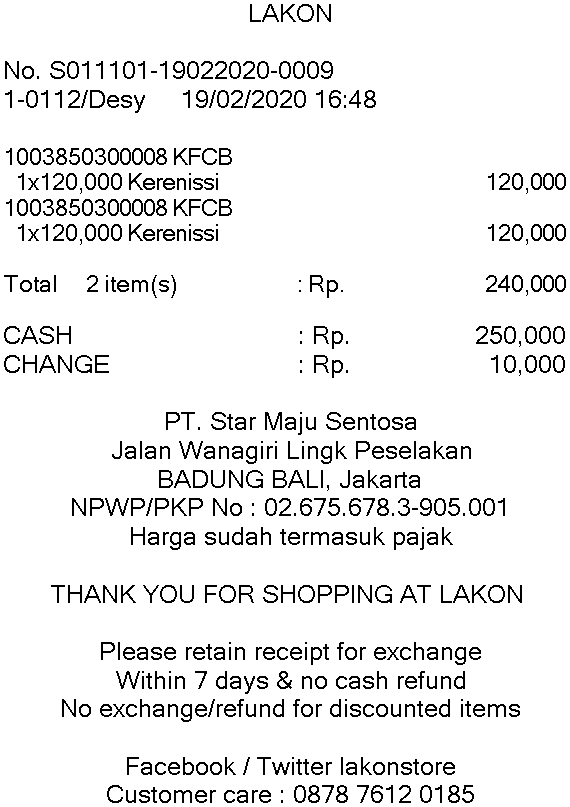 LAKON
No. S011101-19022020-0009
1-0112/Desy 19/02/2020 16:48
1003850300008 KFCB
1x120,000 Kerenissi 120,000
1003850300008 KFCB
1x120,000 Kerenissi 120,000
Total 2 item(s) : Rp. 240,000
CASH : Rp. 250,000
CHANGE : Rp. 10,000
PT. Star Maju Sentosa
Jalan Wanagiri Lingk Peselakan
BADUNG BALI, Jakarta
NPWP/PKP No : 02.675.678.3-905.001
Harga sudah termasuk pajak
THANK YOU FOR SHOPPING AT LAKON
Please retain receipt for exchange
Within 7 days & no cash refund
No exchange/refund for discounted items
Facebook / Twitter lakonstore
Customer care : 0878 7612 0185